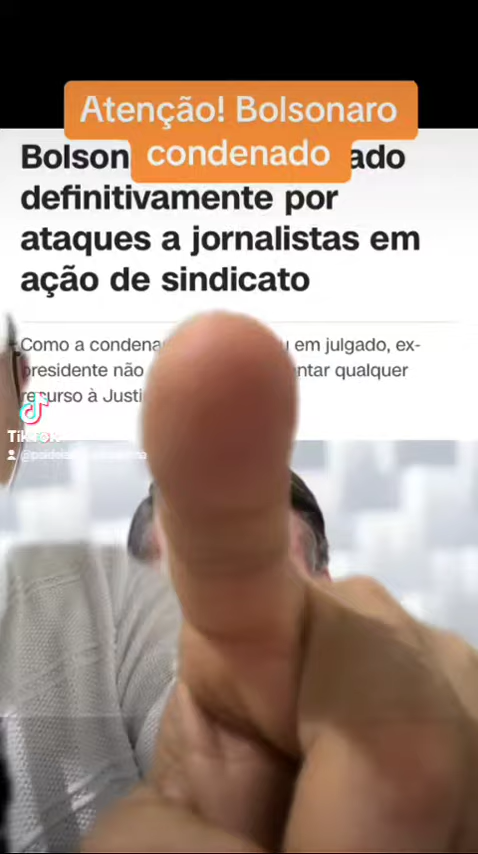 Atenção! Bolsonaro
condenado
Bolson ado
definitivamente por
ataques a jornalistas em
ação de sindicato
Como a condena em julgado, ex-
presidente não ntar qualquer
recurso à Justi
TikTok